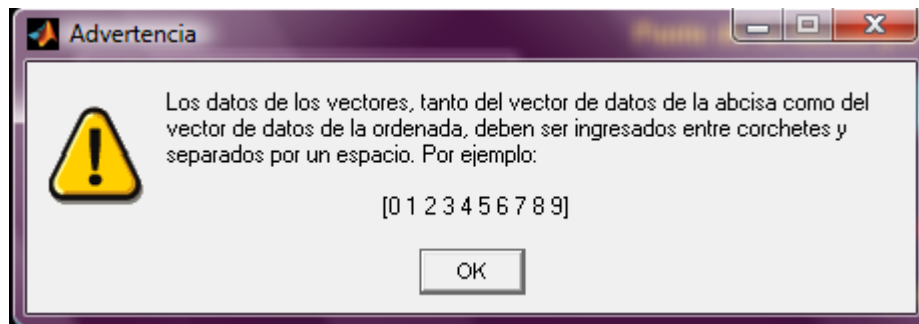 Advertencia
Los datos de los vectores, tanto del vector de datos de la abcisa como del
vector de datos de la ordenada, deben ser ingresados entre corchetes y
separados por un espacio. Por ejemplo:
[0 1 2 3 4 5 6 7 8 9]
OK